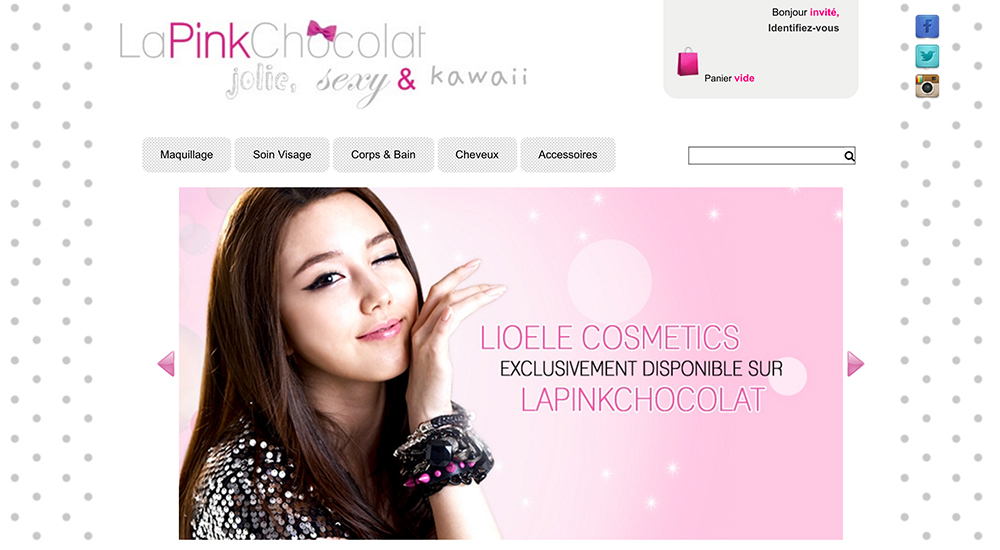 LaPinkChocolat
jolie, sexy & kawaii
Bonjour invité,
Identifiez-vous
Panier vide
Maquillage
Soin Visage
Corps & Bain
Cheveux
Accessoires
LIOELE COSMETICS
EXCLUSIVEMENT DISPONIBLE SUR
LAPINKCHOCOLAT